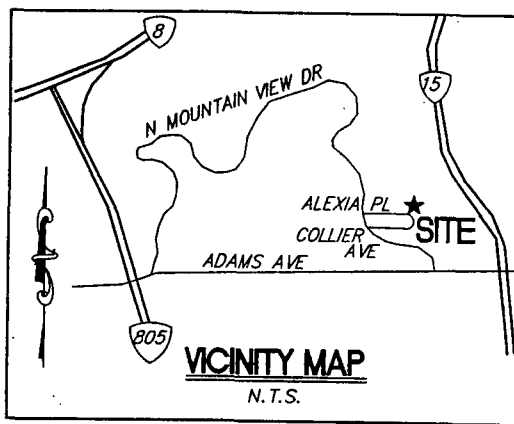 8
N MOUNTAIN VIEW DR
15
ALEXIA PL
SITE
COLLIER
AVE
ADAMS AVE
805
VICINITY MAP
N.T.S.